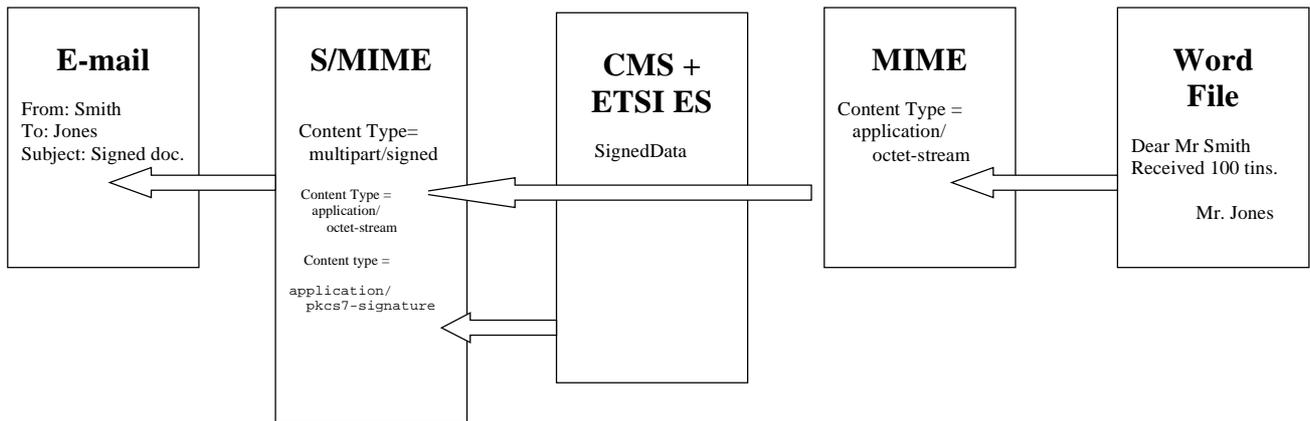 E-mail
From: Smith
To: Jones
Subject: Signed doc.
S/MIME
Content Type=
multipart/signed
Content Type =
application/
octet-stream
Content type =
application/
pkcs7-signature
CMS +
ETSI ES
SignedData
MIME
Content Type =
application/
octet-stream
Word
File
Dear Mr Smith
Received 100 tins.
Mr. Jones